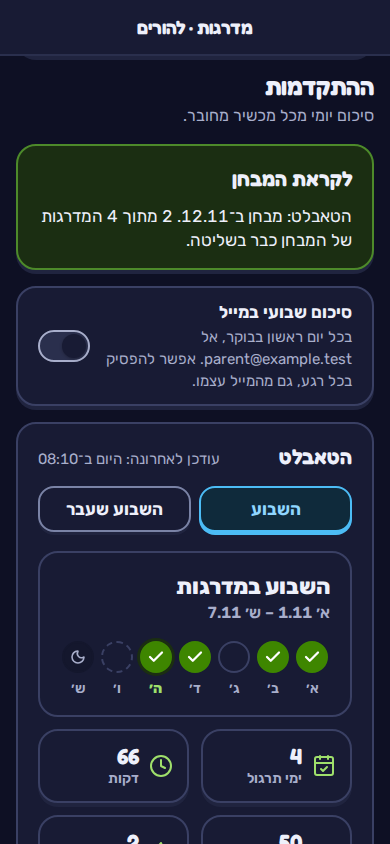 מדרגות · להורים
ההתקדמות
סיכום יומי מכל מכשיר מחובר.
לקראת המבחן
הטאבלט: מבחן ב־12.11. 2 מתוך 4 המדרגות
של המבחן כבר בשליטה.
סיכום שבועי במייל
בכל יום ראשון בבוקר, אל
parent@example.test. אפשר להפסיק
בכל רגע, גם מהמייל עצמו.
הטאבלט
עודכן לאחרונה: היום ב־08:10
השבוע
השבוע שעבר
השבוע במדרגות
א׳ 1.11 – ש׳ 7.11
א׳ ב׳ ג׳ ד׳ ה׳ ו׳ ש׳
4
ימי תרגול
66
דקות
50
2